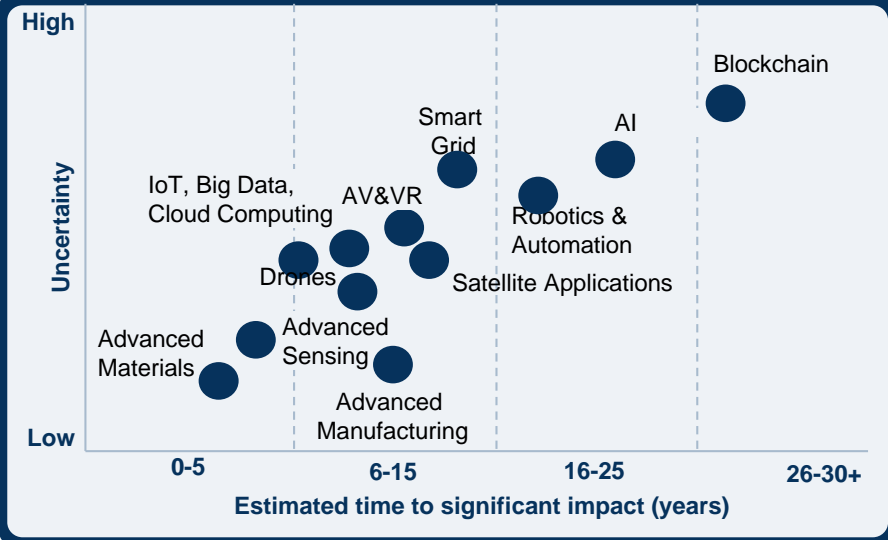 High
Blockchain
Smart
Grid
AI
IoT, Big Data,
Cloud Computing
AV&VR
Robotics &
Automation
Uncertainty
Drones
Satellite Applications
Advanced
Materials
Advanced
Sensing
Advanced
Manufacturing
Low
0-5
6-15
16-25
26-30+
Estimated time to significant impact (years)